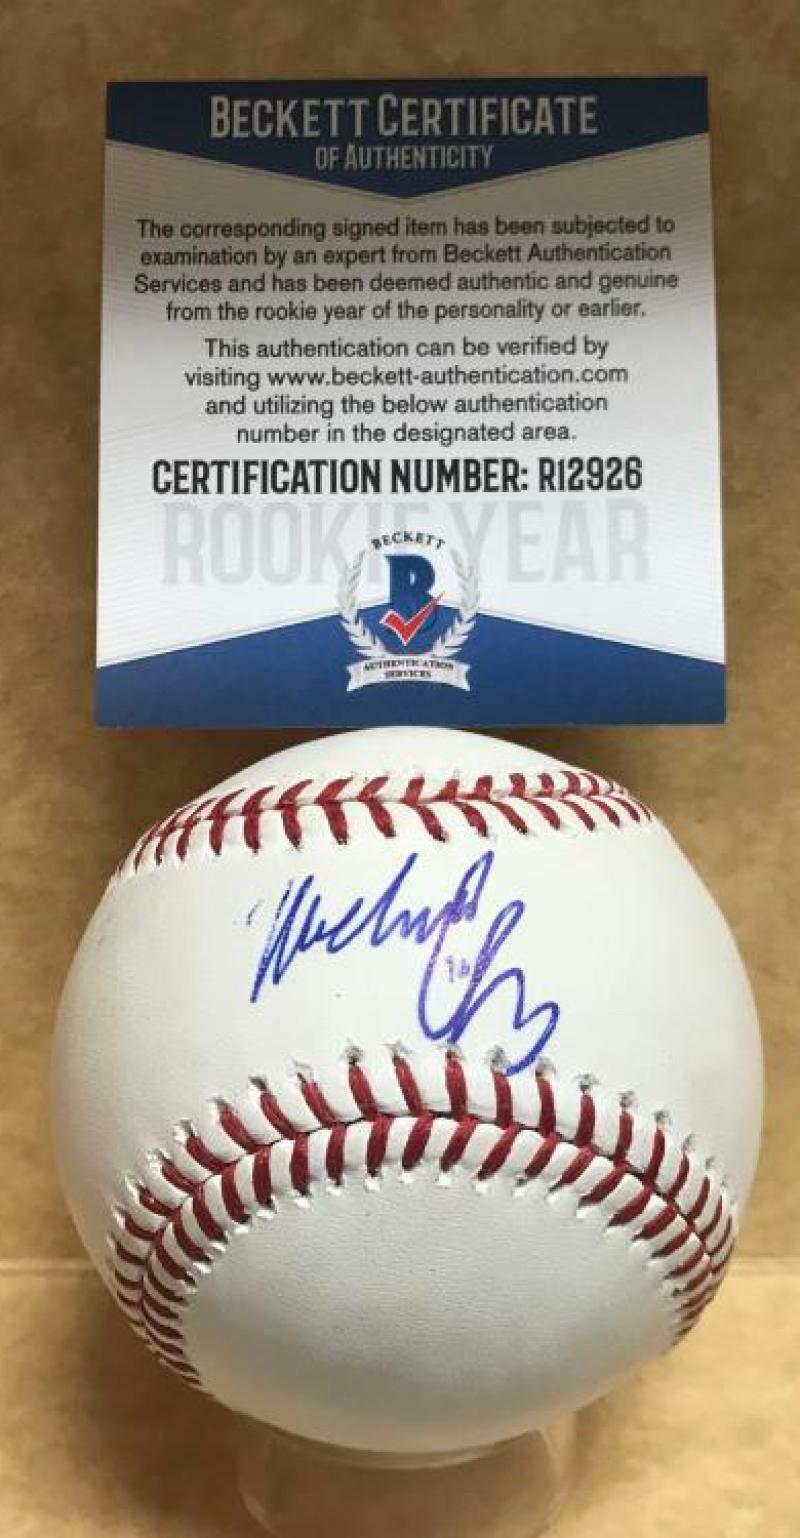 BECKETT CERTIFICATE
OF AUTHENTICITY
The corresponding signed item has been subjected to
examination by an expert from Beckett Authentication
Services and has been deemed authentic and genuine
from the rookie year of the personality or earlier.
This authentication can be verified by
visiting www.beckett-authentication.com
and utilizing the below authentication
number in the designated area.
CERTIFICATION NUMBER: R12926
ROOKIE YEAR
BECKETT
B
AUTHENTICATION
SERVICES
Michael